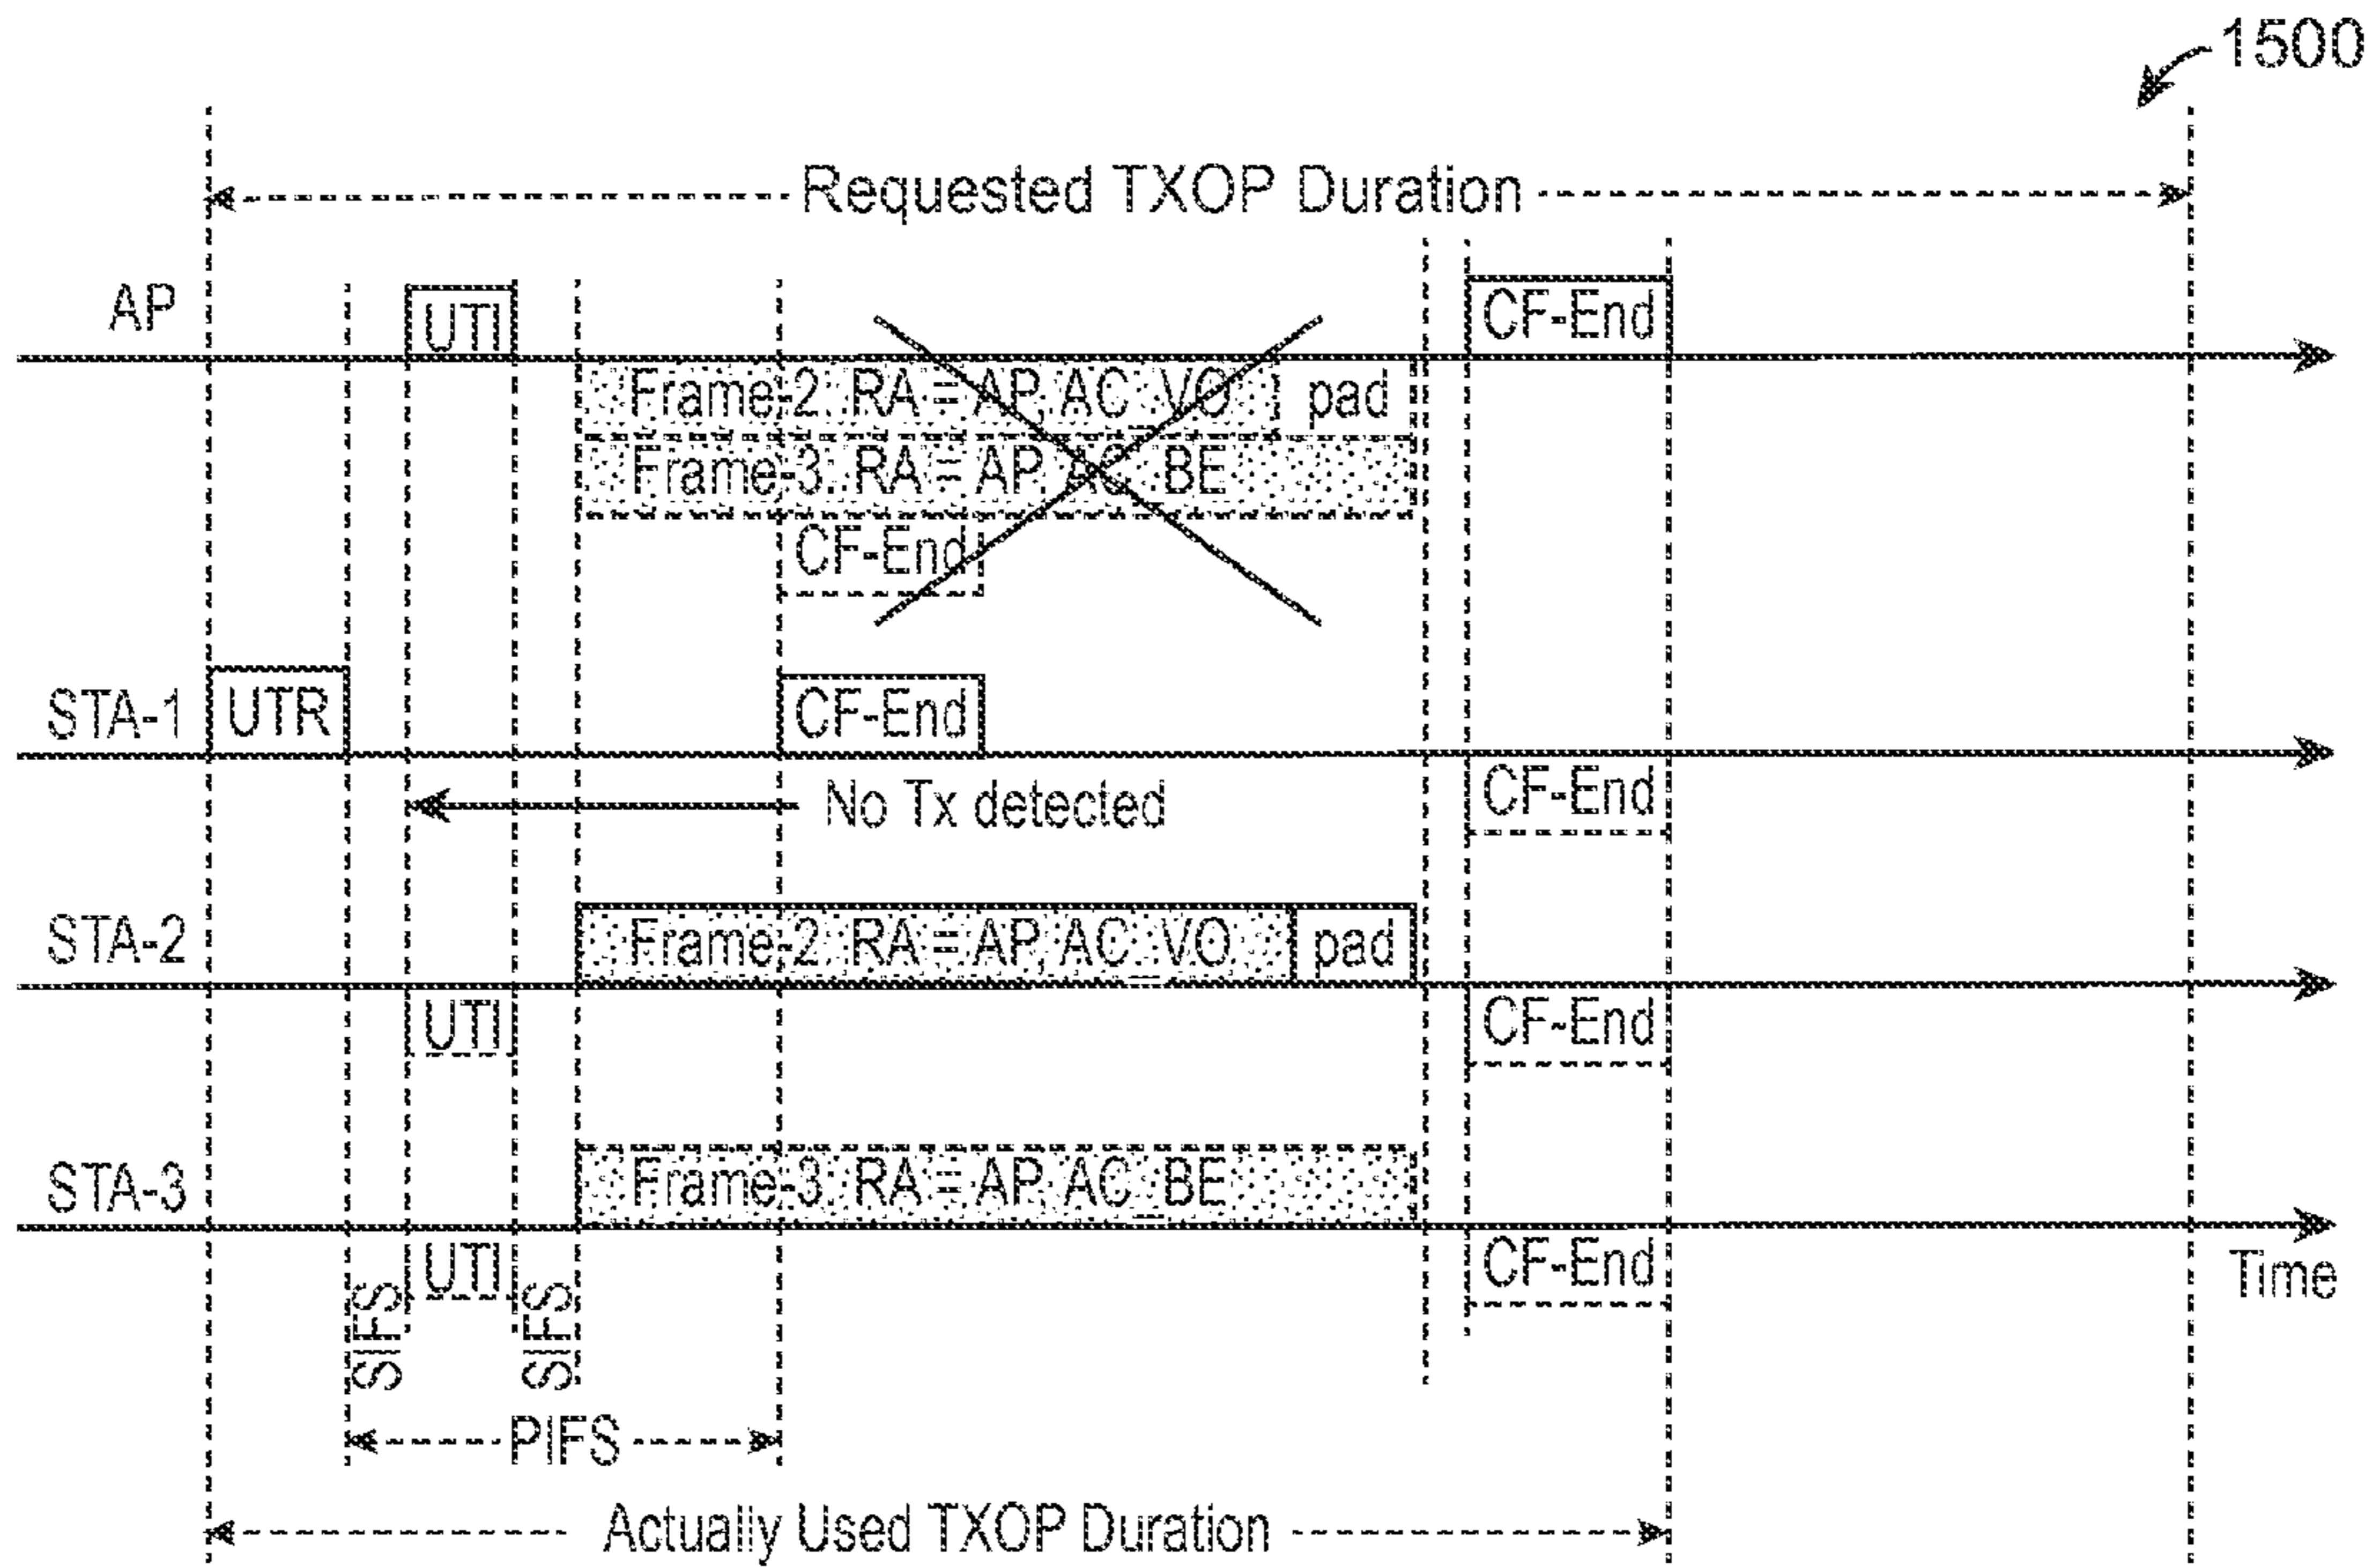 1500
Requested TXOP Duration
AP
UTI
CF-End
Frame-2: RA = AP, AC_VO
pad
Frame-3: RA = AP, AC_BE
CF-End
STA-1
UTR
CF-End
CF-End
No Tx detected
STA-2
Frame-2: RA = AP, AC_VO
pad
UTI
CF-End
STA-3
Frame-3: RA = AP, AC_BE
UTI
CF-End
Time
SIFS
SIFS
PIFS
Actually Used TXOP Duration